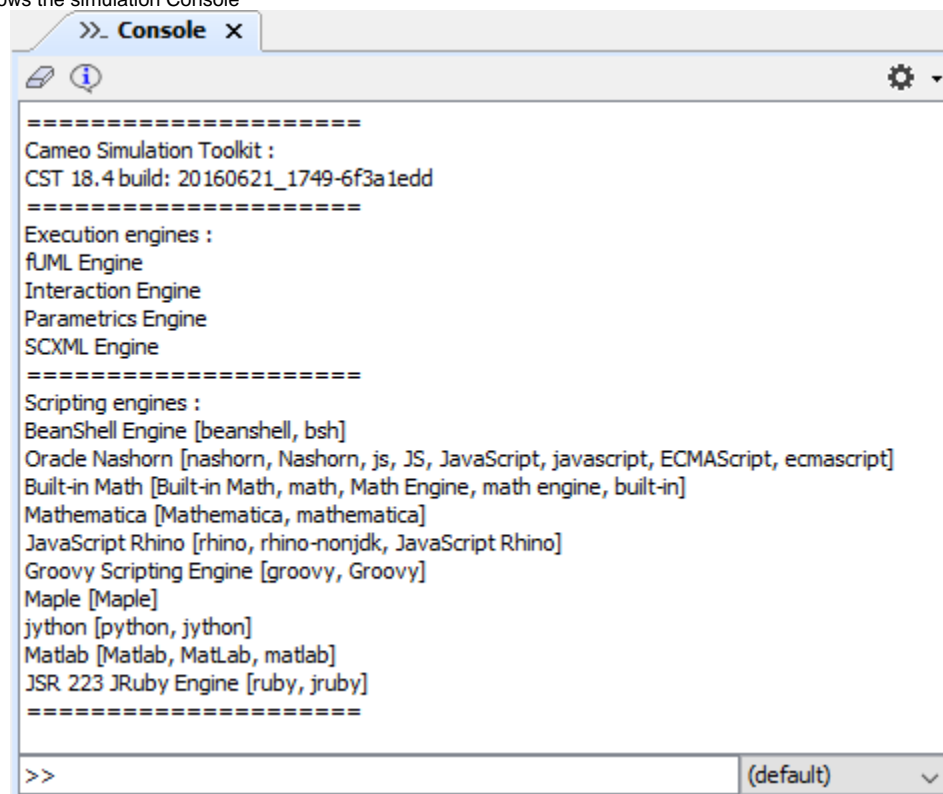 ows the simulation Console
>>_ Console x
======================
Cameo Simulation Toolkit :
CST 18.4 build: 20160621_1749-6f3a1edd
======================
Execution engines :
fUML Engine
Interaction Engine
Parametrics Engine
SCXML Engine
======================
Scripting engines :
BeanShell Engine [beanshell, bsh]
Oracle Nashorn [nashorn, Nashorn, js, JS, JavaScript, javascript, ECMAScript, ecmascript]
Built-in Math [Built-in Math, math, Math Engine, math engine, built-in]
Mathematica [Mathematica, mathematica]
JavaScript Rhino [rhino, rhino-nonjdk, JavaScript Rhino]
Groovy Scripting Engine [groovy, Groovy]
Maple [Maple]
jython [python, jython]
Matlab [Matlab, MatLab, matlab]
JSR 223 JRuby Engine [ruby, jruby]
======================
>> (default)